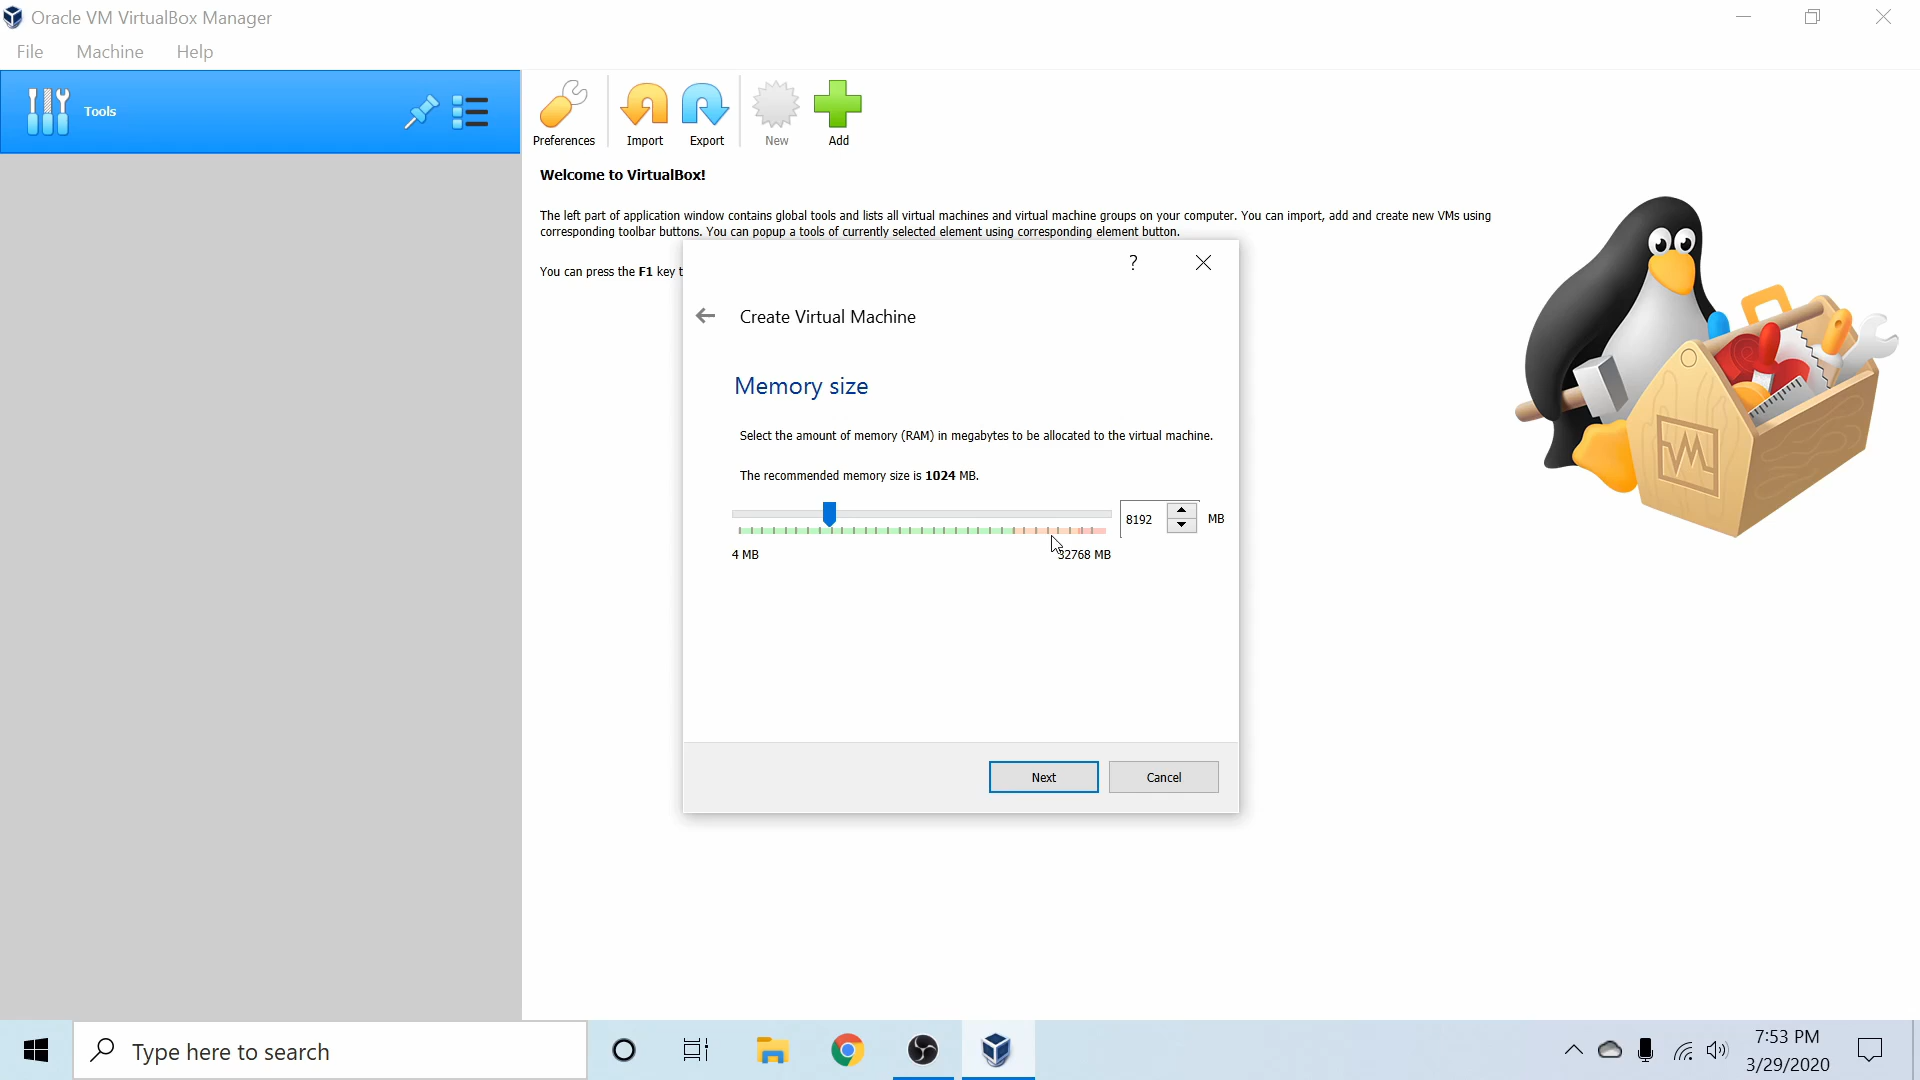 Oracle VM VirtualBox Manager
File Machine Help
Tools
Preferences Import Export New Add
Welcome to VirtualBox!
The left part of application window contains global tools and lists all virtual machines and virtual machine groups on your computer. You can import, add and create new VMs using
corresponding toolbar buttons. You can popup a tools of currently selected element using corresponding element button.
You can press the F1 key t
?
Create Virtual Machine
Memory size
Select the amount of memory (RAM) in megabytes to be allocated to the virtual machine.
The recommended memory size is 1024 MB.
8192 MB
4 MB 32768 MB
Next Cancel
Type here to search
7:53 PM
3/29/2020